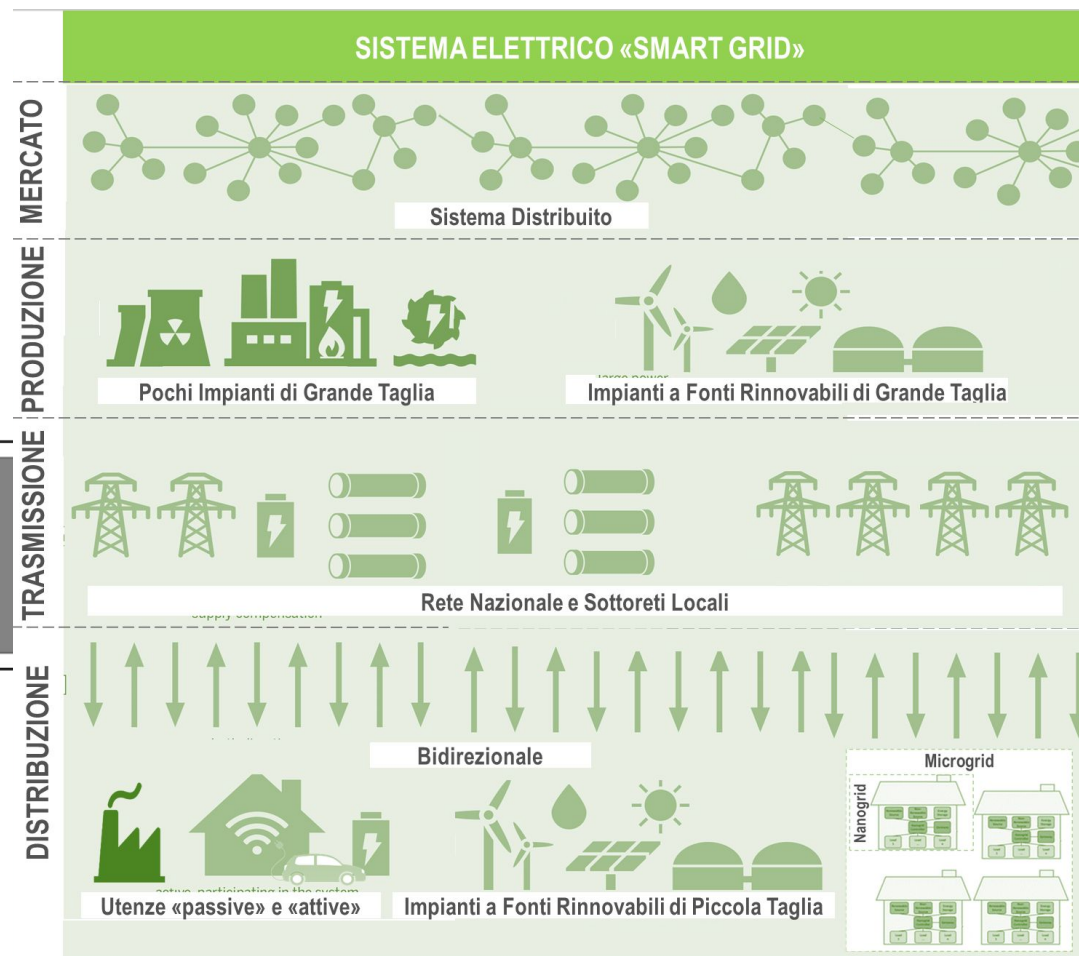 SISTEMA ELETTRICO «SMART GRID»
MERCATO
Sistema Distribuito
PRODUZIONE
Pochi Impianti di Grande Taglia
Impianti a Fonti Rinnovabili di Grande Taglia
TRASMISSIONE
Rete Nazionale e Sottoreti Locali
DISTRIBUZIONE
Bidirezionale
Microgrid
Nanogrid
active, participating in the system
Utenze «passive» e «attive»
Impianti a Fonti Rinnovabili di Piccola Taglia